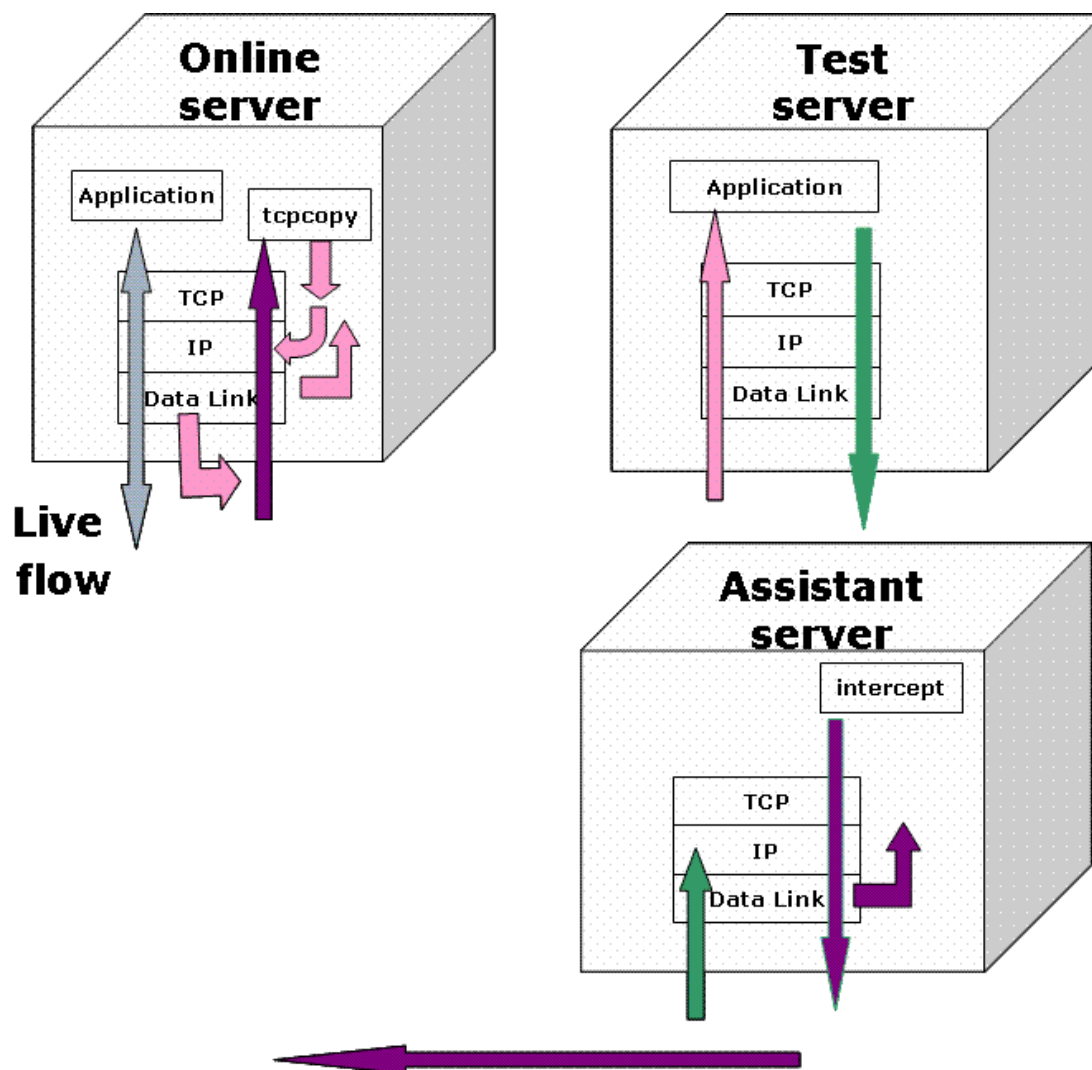 Online
server
Application
tcpcopy
TCP
IP
Data Link
Live
flow
Test
server
Application
TCP
IP
Data Link
Assistant
server
intercept
TCP
IP
Data Link